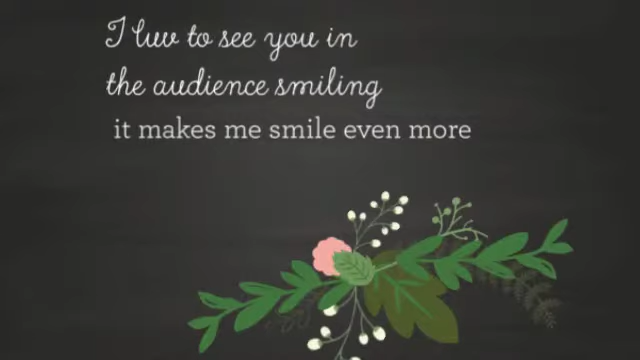 I luv to see you in
the audience smiling
it makes me smile even more